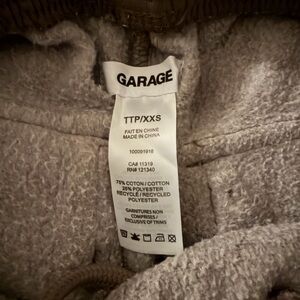 GARAGE
TTP/XXS
FAIT EN CHINE
MADE IN CHINA
100091916
CA# 11319
RN# 121340
75% COTON / COTTON
25% POLYESTER
RECYCLÉ / RECYCLED
POLYESTER
GARNITURES NON
COMPRISES /
EXCLUSIVE OF TRIMS